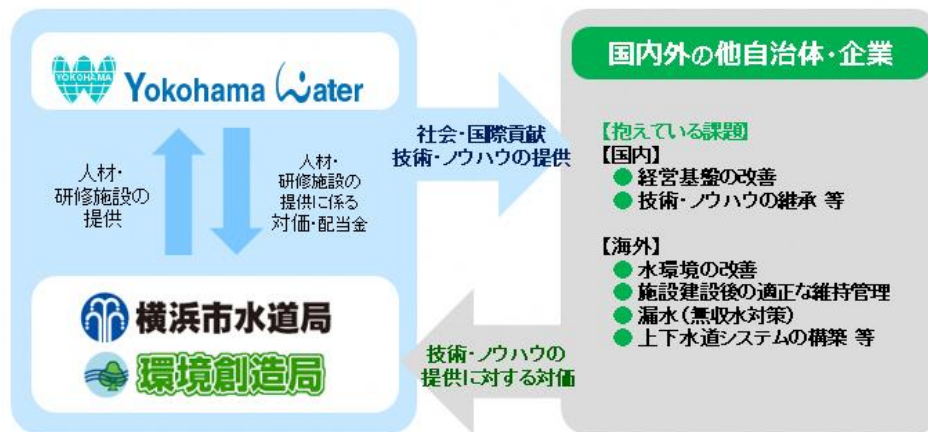 YOKOHAMA
Yokohama Water
人材・
研修施設の
提供
人材・
研修施設の
提供に係る
対価・配当金
横浜市水道局
環境創造局
社会・国際貢献
技術・ノウハウの提供
技術・ノウハウの
提供に対する対価
国内外の他自治体・企業
【抱えている課題】
【国内】
●経営基盤の改善
●技術・ノウハウの継承 等
【海外】
●水環境の改善
●施設建設後の適正な維持管理
●漏水(無収水対策)
●上下水道システムの構築 等